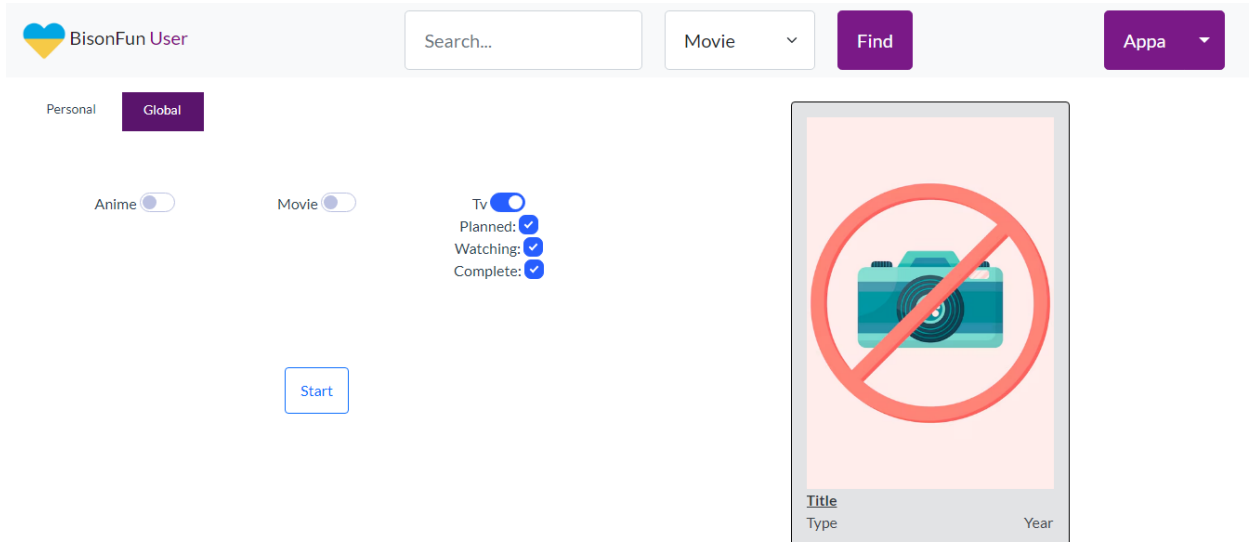 BisonFun User
Search...
Movie
Find
Appa
Personal
Global
Anime
Movie
Tv
Planned:
Watching:
Complete:
Start
Title
Type Year